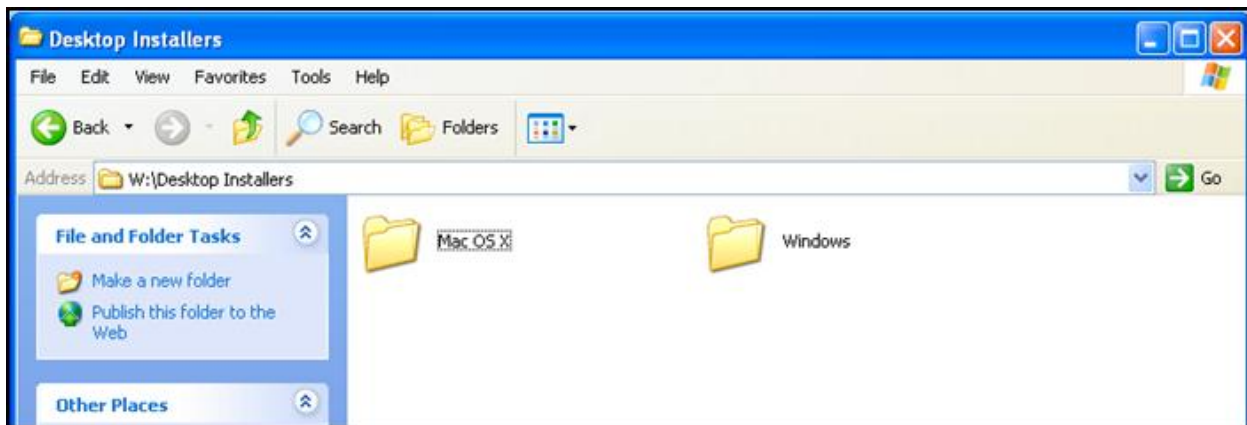 Desktop Installers
File Edit View Favorites Tools Help
Back Search Folders
Address W:\Desktop Installers Go
File and Folder Tasks
Make a new folder
Publish this folder to the
Web
Other Places
Mac OS X Windows